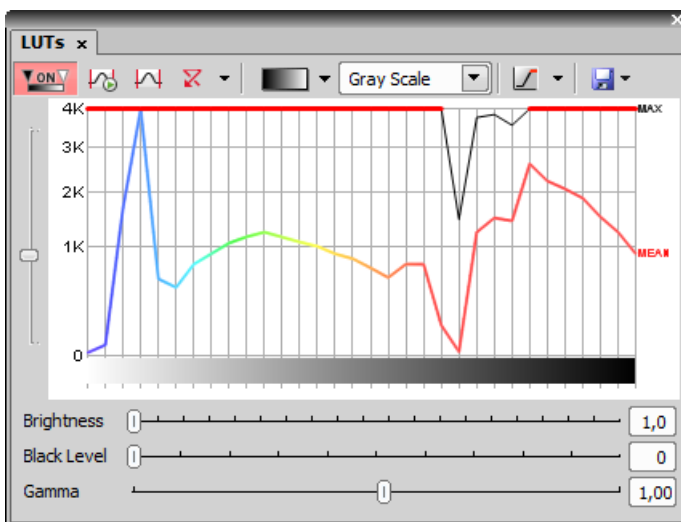 LUTs x
ON Gray Scale
4K MAX
3K
2K
1K MEAN
0
Brightness 1,0
Black Level 0
Gamma 1,00